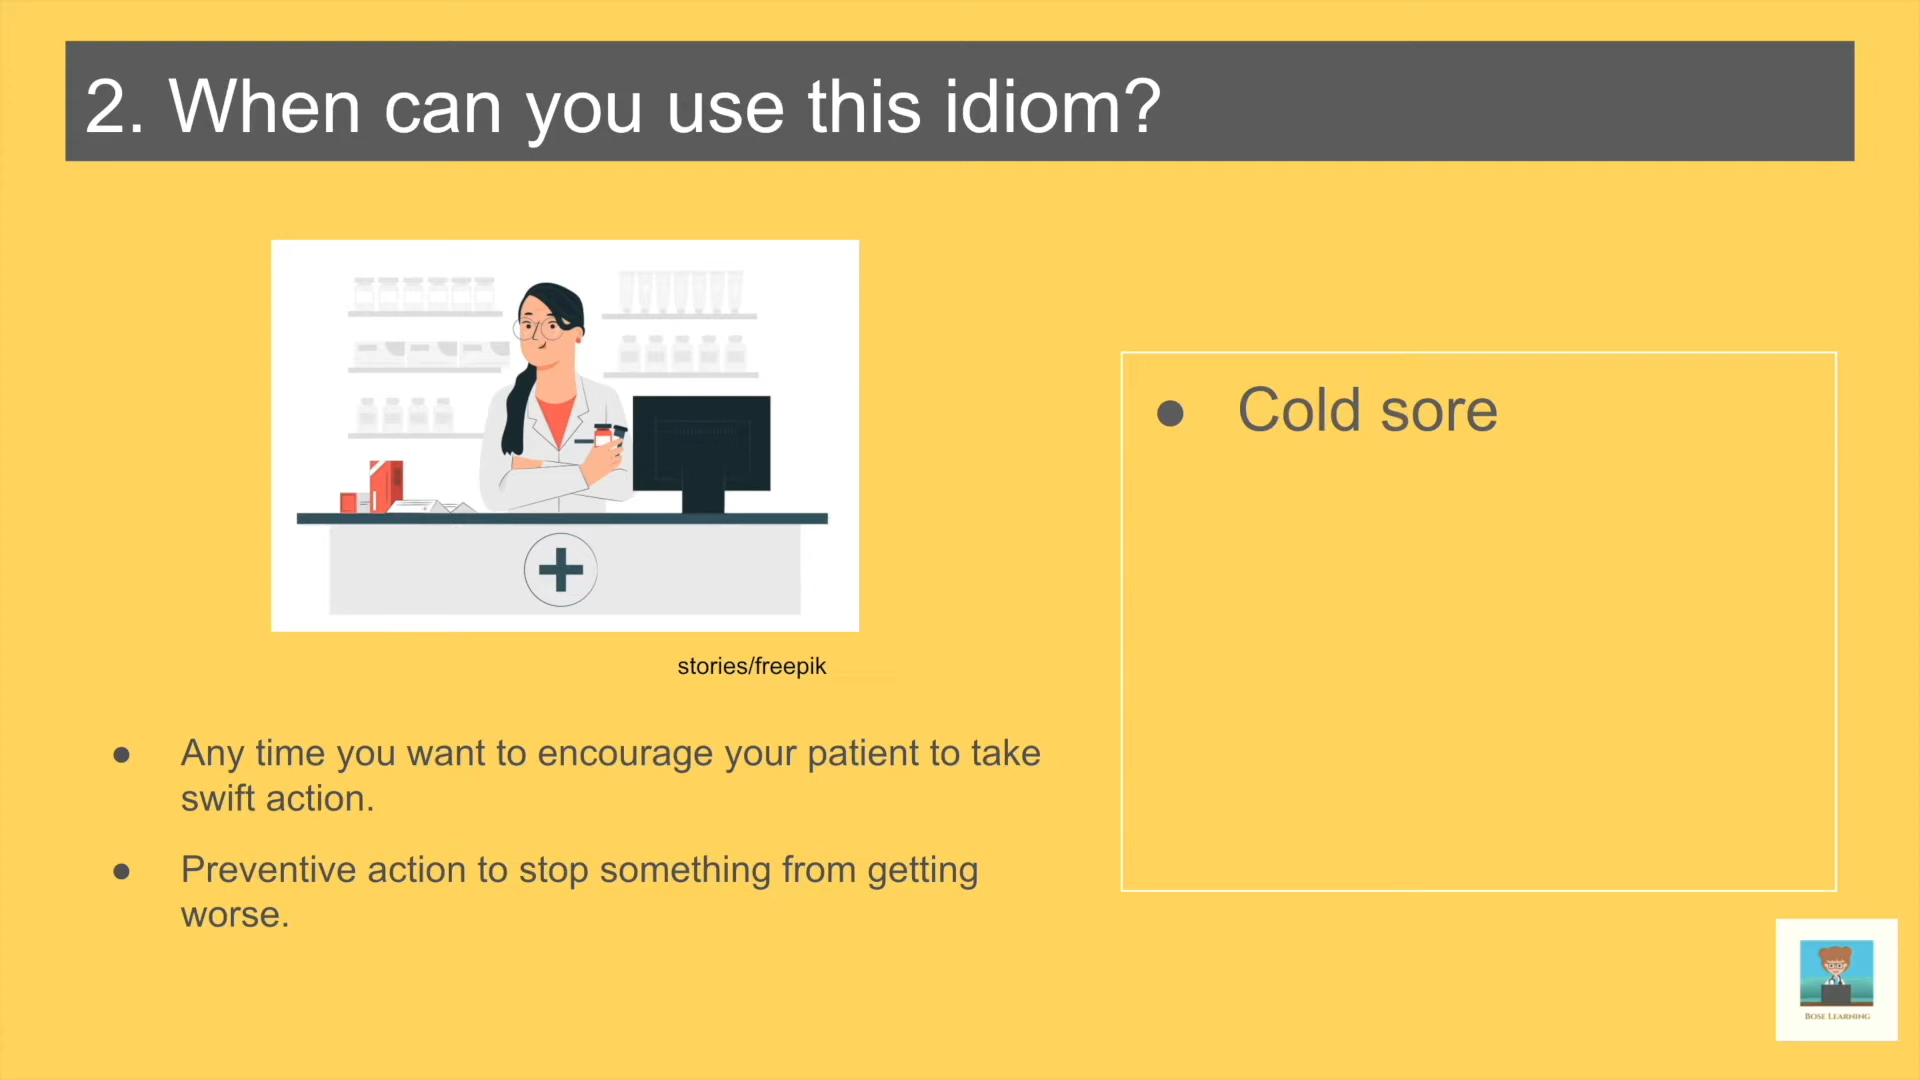 2. When can you use this idiom?
stories/freepik
● Any time you want to encourage your patient to take
swift action.
● Preventive action to stop something from getting
worse.
● Cold sore
BOSE LEARNING